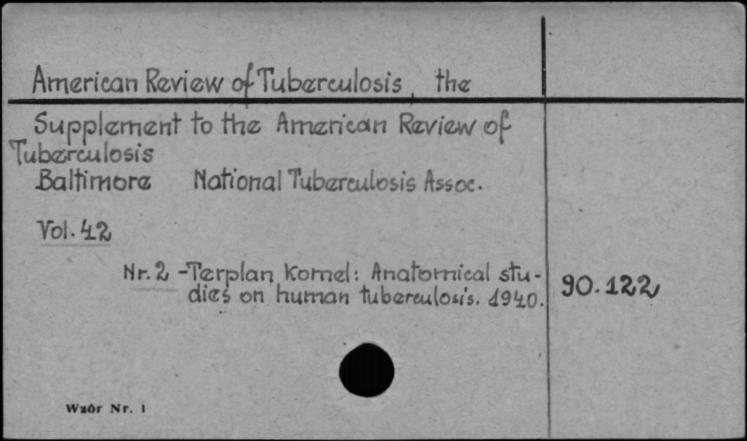 American Review of Tuberculosis, the
Supplement to the American Review of
Tuberculosis
Baltimore National Tuberculosis Assoc.
Vol. 42
Nr. 2 - Terplan, Kornel: Anatomical stu-
dies on human tuberculosis. 1940.
90.122
Wzór Nr. 1